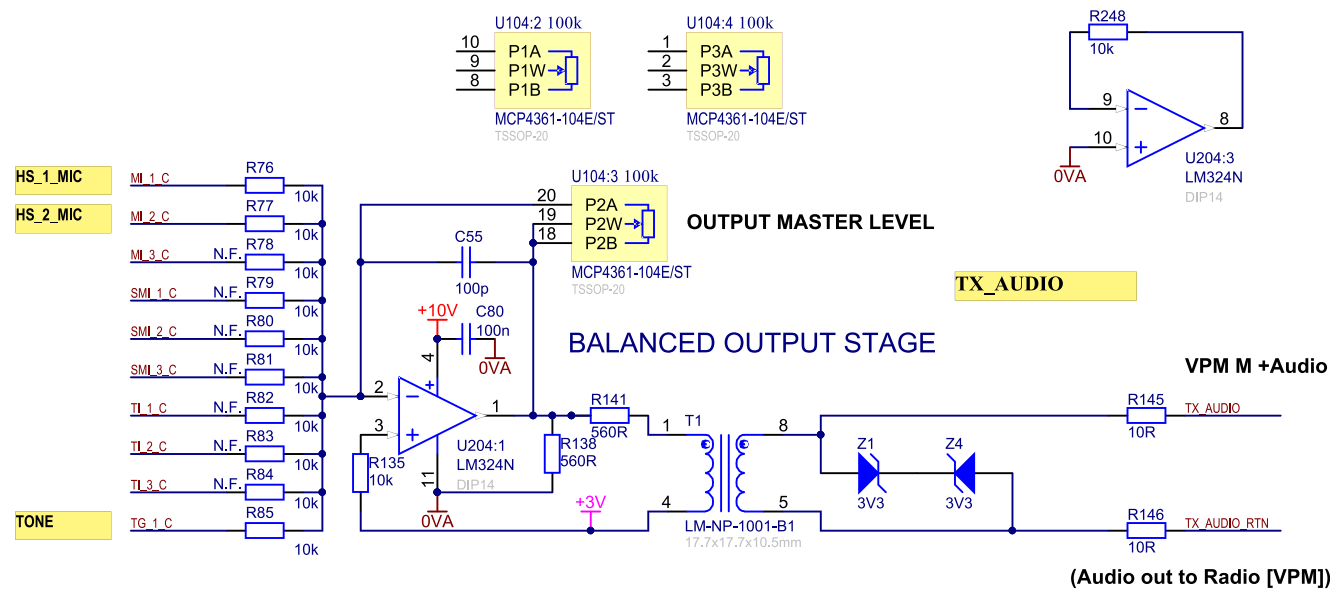 U104:2 100k
10 P1A
9 P1W
8 P1B
MCP4361-104E/ST
TSSOP-20
U104:4 100k
1 P3A
2 P3W
3 P3B
MCP4361-104E/ST
TSSOP-20
R248
10k
9
10
8
0VA
U204:3
LM324N
DIP14
HS_1_MIC MI_1_C R76 10k
HS_2_MIC MI_2_C R77 10k
MI_3_C N.F. R78 10k
SMI_1_C N.F. R79 10k
SMI_2_C N.F. R80 10k
SMI_3_C N.F. R81 10k
TI_1_C N.F. R82 10k
TI_2_C N.F. R83 10k
TI_3_C N.F. R84 10k
TONE TG_1_C R85 10k
U104:3 100k
20 P2A
19 P2W
18 P2B
MCP4361-104E/ST
TSSOP-20
OUTPUT MASTER LEVEL
C55
100p
+10V
C80
100n
0VA
4
2
3
1
11
U204:1
LM324N
DIP14
0VA
R135
10k
R138
560R
R141
560R
+3V
TX_AUDIO
BALANCED OUTPUT STAGE
T1
1
4
8
5
LM-NP-1001-B1
17.7x17.7x10.5mm
Z1
3V3
Z4
3V3
VPM M +Audio
R145
10R
TX_AUDIO
R146
10R
TX_AUDIO_RTN
(Audio out to Radio [VPM])